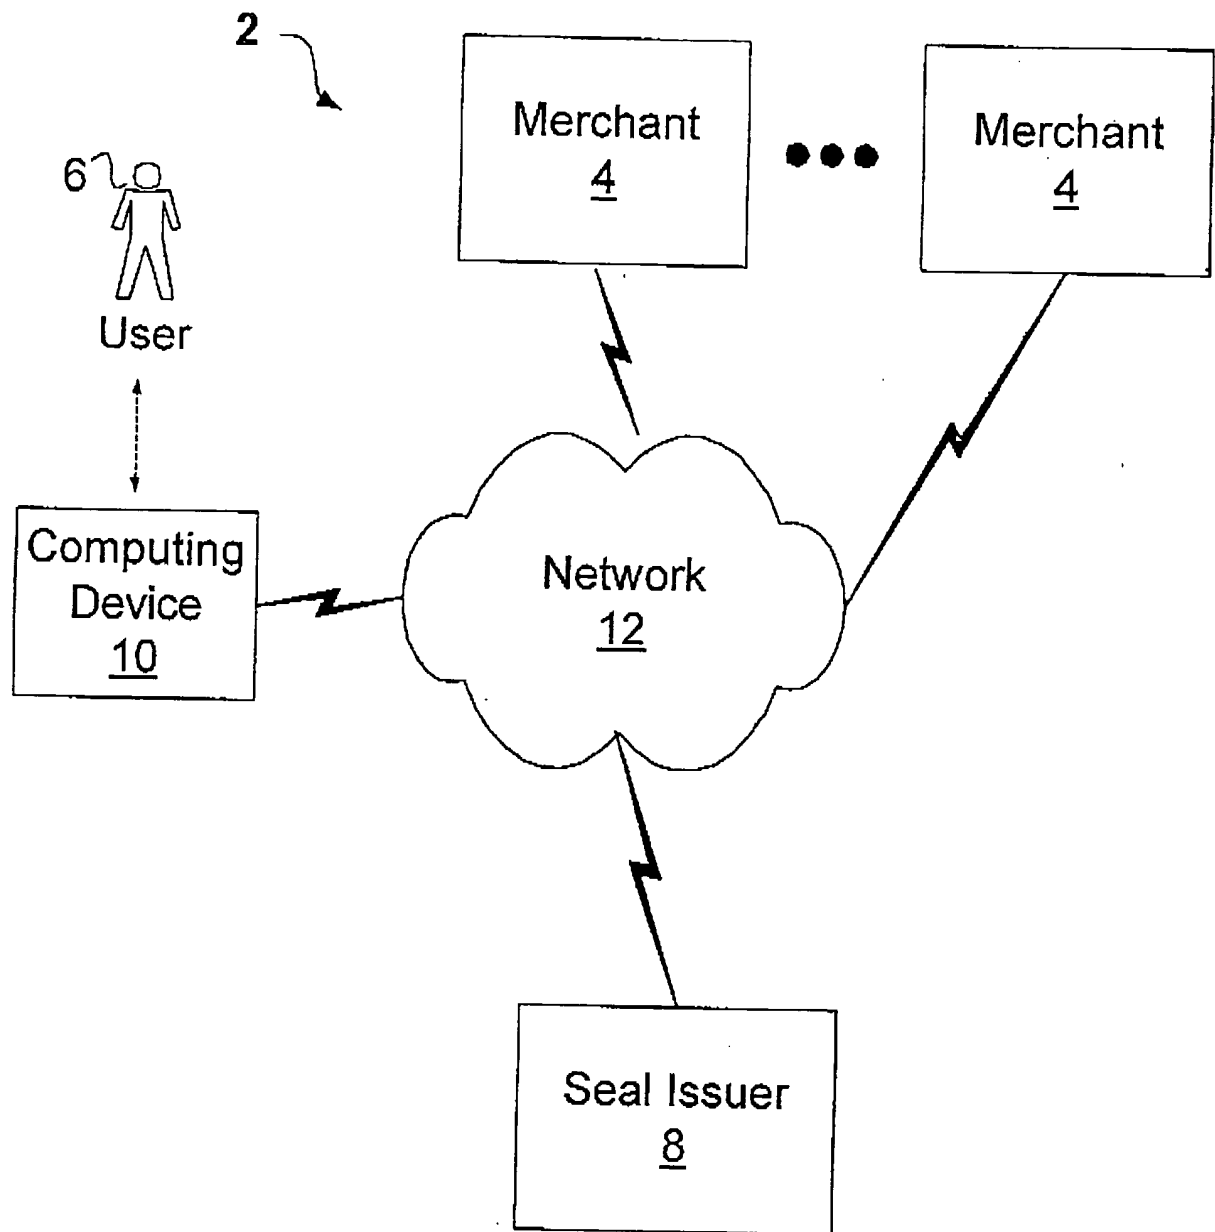 2
Merchant
4
Merchant
4
6
User
Computing
Device
10
Network
12
Seal Issuer
8